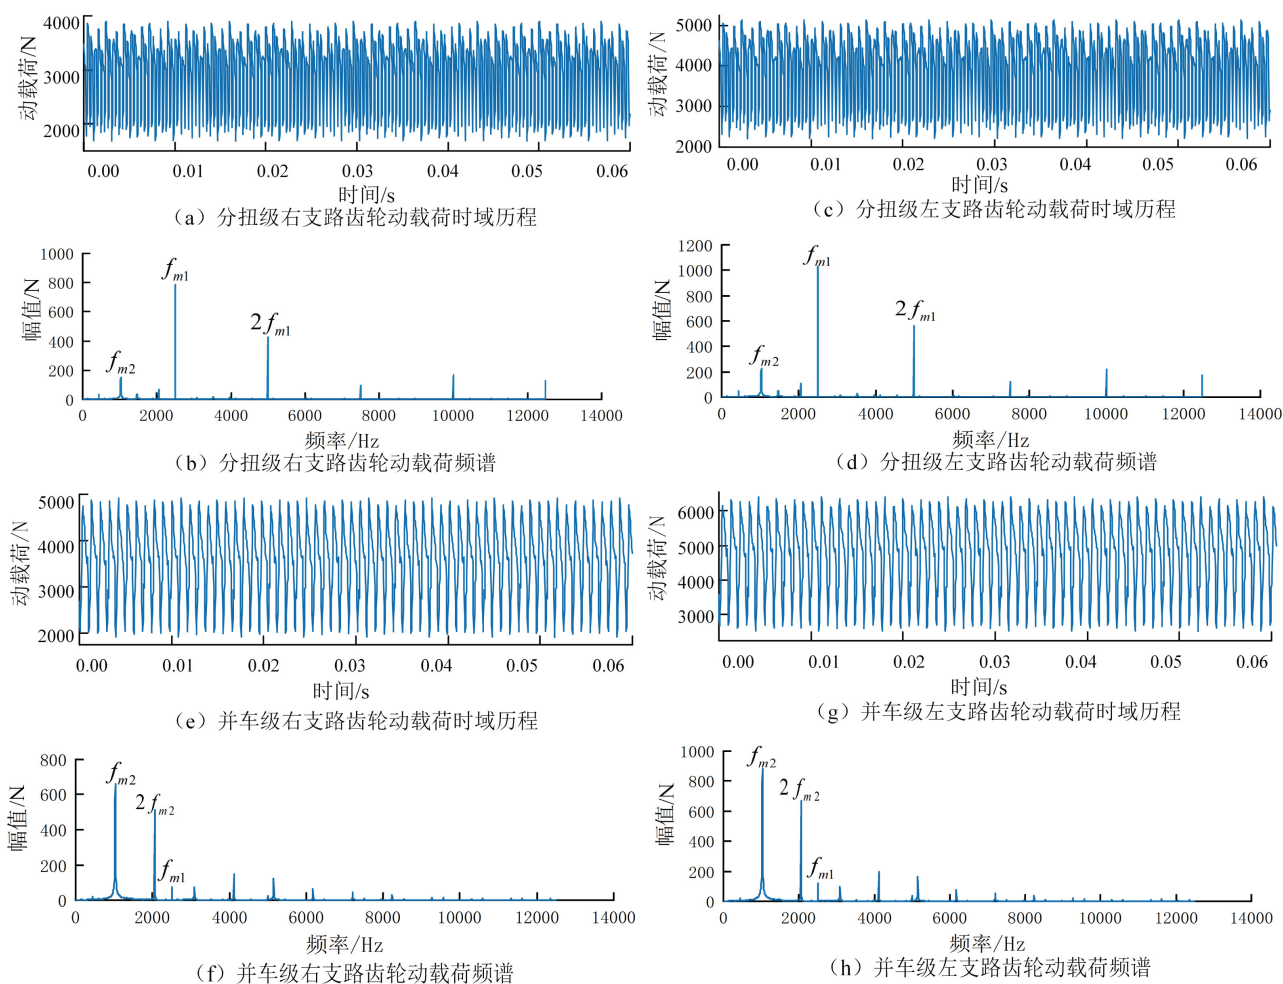 4000
3000
2000
动载荷/N
0.00 0.01 0.02 0.03 0.04 0.05 0.06
时间/s
(a) 分扭级右支路齿轮动载荷时域历程
5000
4000
3000
2000
动载荷/N
0.00 0.01 0.02 0.03 0.04 0.05 0.06
时间/s
(c) 分扭级左支路齿轮动载荷时域历程
1000
800
600
400
200
0
幅值/N
fm2
fm1
2fm1
0 2000 4000 6000 8000 10000 12000 14000
频率/Hz
(b) 分扭级右支路齿轮动载荷频谱
1200
1000
800
600
400
200
0
幅值/N
fm2
fm1
2fm1
0 2000 4000 6000 8000 10000 12000 14000
频率/Hz
(d) 分扭级左支路齿轮动载荷频谱
5000
4000
3000
2000
动载荷/N
0.00 0.01 0.02 0.03 0.04 0.05 0.06
时间/s
(e) 并车级右支路齿轮动载荷时域历程
6000
5000
4000
3000
动载荷/N
0.00 0.01 0.02 0.03 0.04 0.05 0.06
时间/s
(g) 并车级左支路齿轮动载荷时域历程
800
600
400
200
0
幅值/N
fm2
2fm2
fm1
0 2000 4000 6000 8000 10000 12000 14000
频率/Hz
(f) 并车级右支路齿轮动载荷频谱
1000
800
600
400
200
0
幅值/N
fm2
2fm2
fm1
0 2000 4000 6000 8000 10000 12000 14000
频率/Hz
(h) 并车级左支路齿轮动载荷频谱